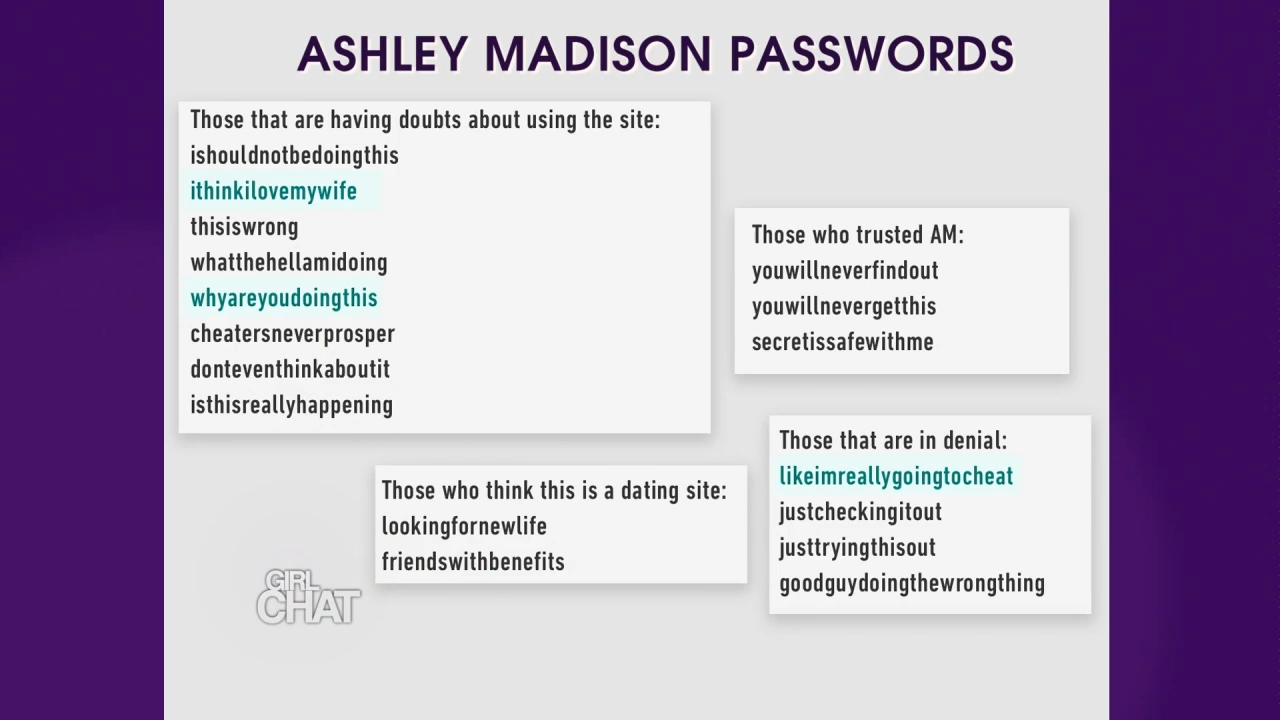 ASHLEY MADISON PASSWORDS
Those that are having doubts about using the site:
ishouldnotbedoingthis
ithinkilovemywife
thisiswrong
whatthehellamidoing
whyareyoudoingthis
cheatersneverprosper
donteventhinkaboutit
isthisreallyhappening
Those who trusted AM:
youwillneverfindout
youwillnevergetthis
secretissafewithme
Those who think this is a dating site:
lookingfornewlife
friendswithbenefits
Those that are in denial:
likeimreallygoingtocheat
justcheckingitout
justtryingthisout
goodguydoingthewrongthing
GIRL
CHAT